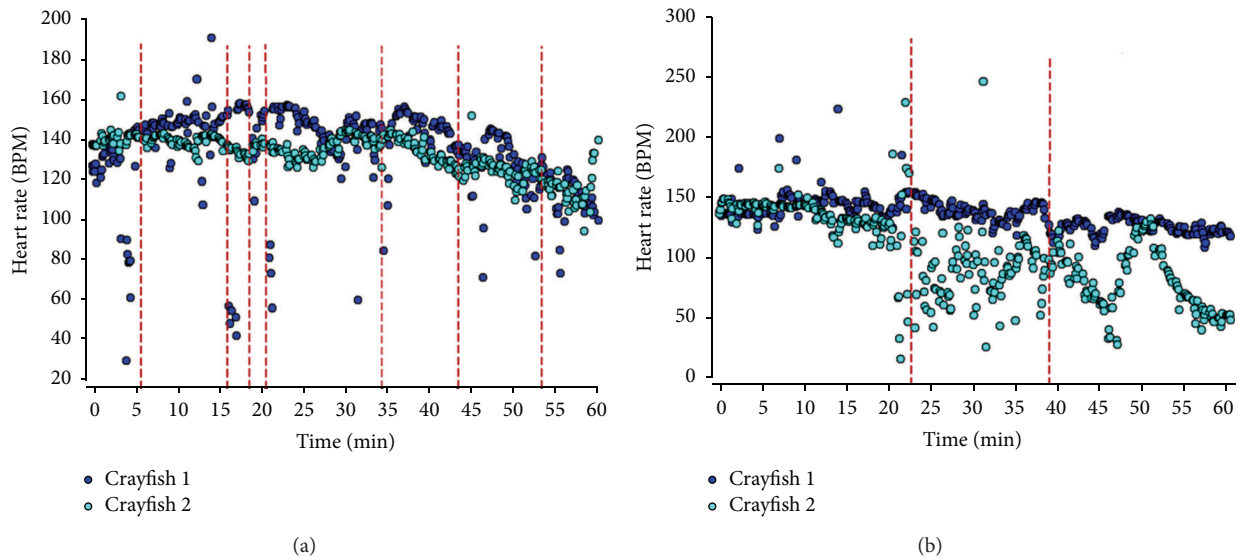 200
180
160
140
120
100
80
60
40
20
Heart rate (BPM)
0 5 10 15 20 25 30 35 40 45 50 55 60
Time (min)
Crayfish 1
Crayfish 2
(a)
300
250
200
150
100
50
0
Heart rate (BPM)
0 5 10 15 20 25 30 35 40 45 50 55 60
Time (min)
Crayfish 1
Crayfish 2
(b)